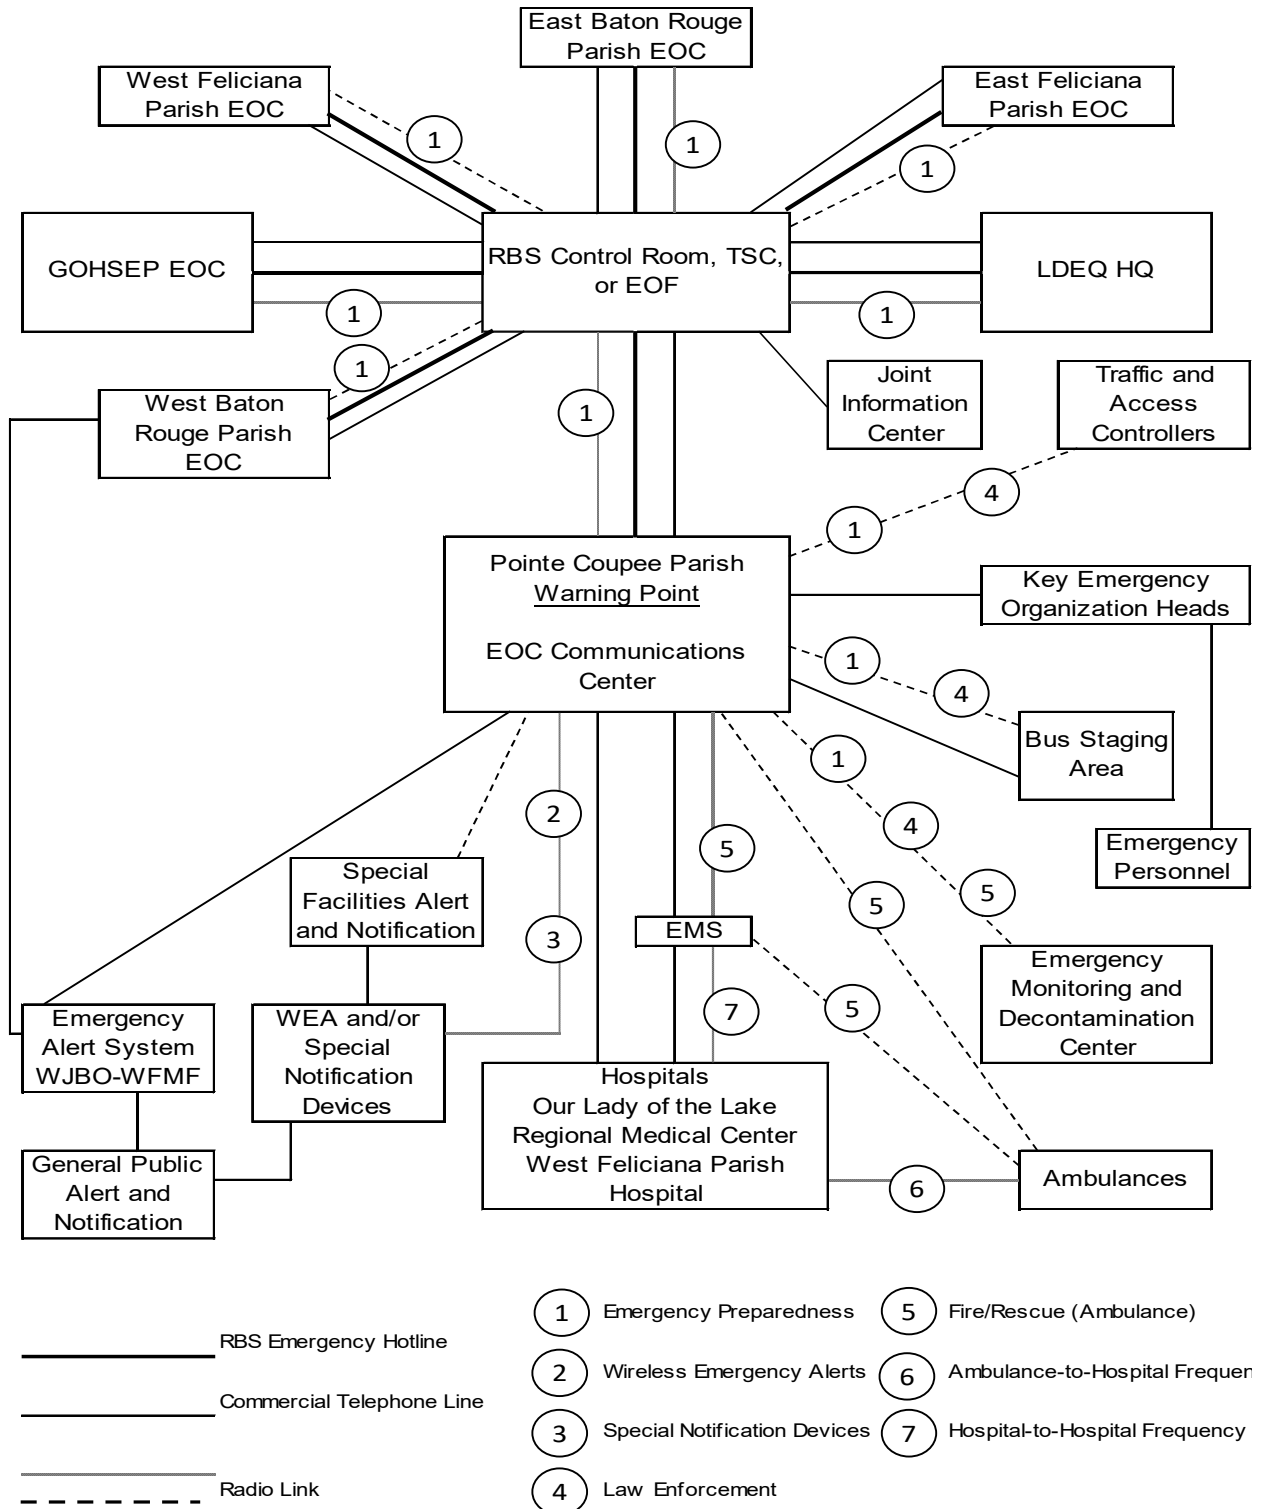 East Baton Rouge
Parish EOC
West Feliciana
Parish EOC
East Feliciana
Parish EOC
1
1
1
GOHSEP EOC
RBS Control Room, TSC,
or EOF
LDEQ HQ
1
1
1
West Baton
Rouge Parish
EOC
1
Joint
Information
Center
Traffic and
Access
Controllers
4
1
Pointe Coupee Parish
Warning Point
EOC Communications
Center
Key Emergency
Organization Heads
1
4
Bus Staging
Area
1
2
4
5
Emergency
Personnel
Special
Facilities Alert
and Notification
5
5
EMS
3
Emergency
Monitoring and
Decontamination
Center
5
7
Emergency
Alert System
WJBO-WFMF
WEA and/or
Special
Notification
Devices
Hospitals
Our Lady of the Lake
Regional Medical Center
West Feliciana Parish
Hospital
General Public
Alert and
Notification
6
Ambulances
RBS Emergency Hotline
Commercial Telephone Line
Radio Link
1 Emergency Preparedness
2 Wireless Emergency Alerts
3 Special Notification Devices
4 Law Enforcement
5 Fire/Rescue (Ambulance)
6 Ambulance-to-Hospital Frequen
7 Hospital-to-Hospital Frequency